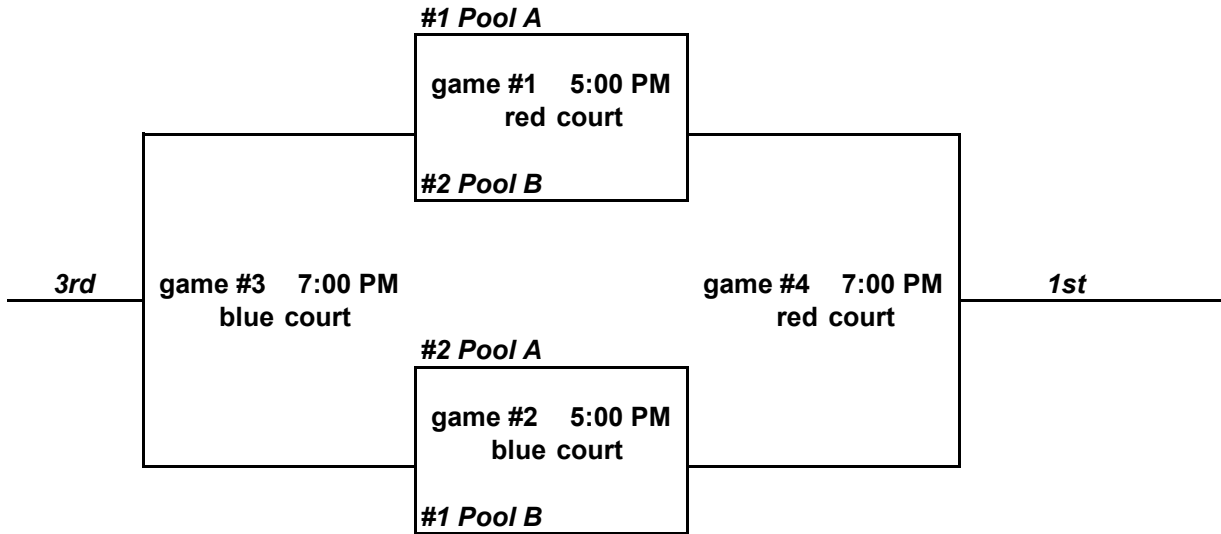 #1 Pool A
game #1 5:00 PM
red court
#2 Pool B
3rd
game #3 7:00 PM
blue court
game #4 7:00 PM
red court
1st
#2 Pool A
game #2 5:00 PM
blue court
#1 Pool B